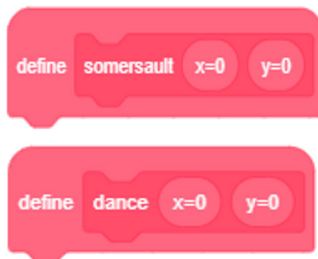 define somersault x=0 y=0
define dance x=0 y=0